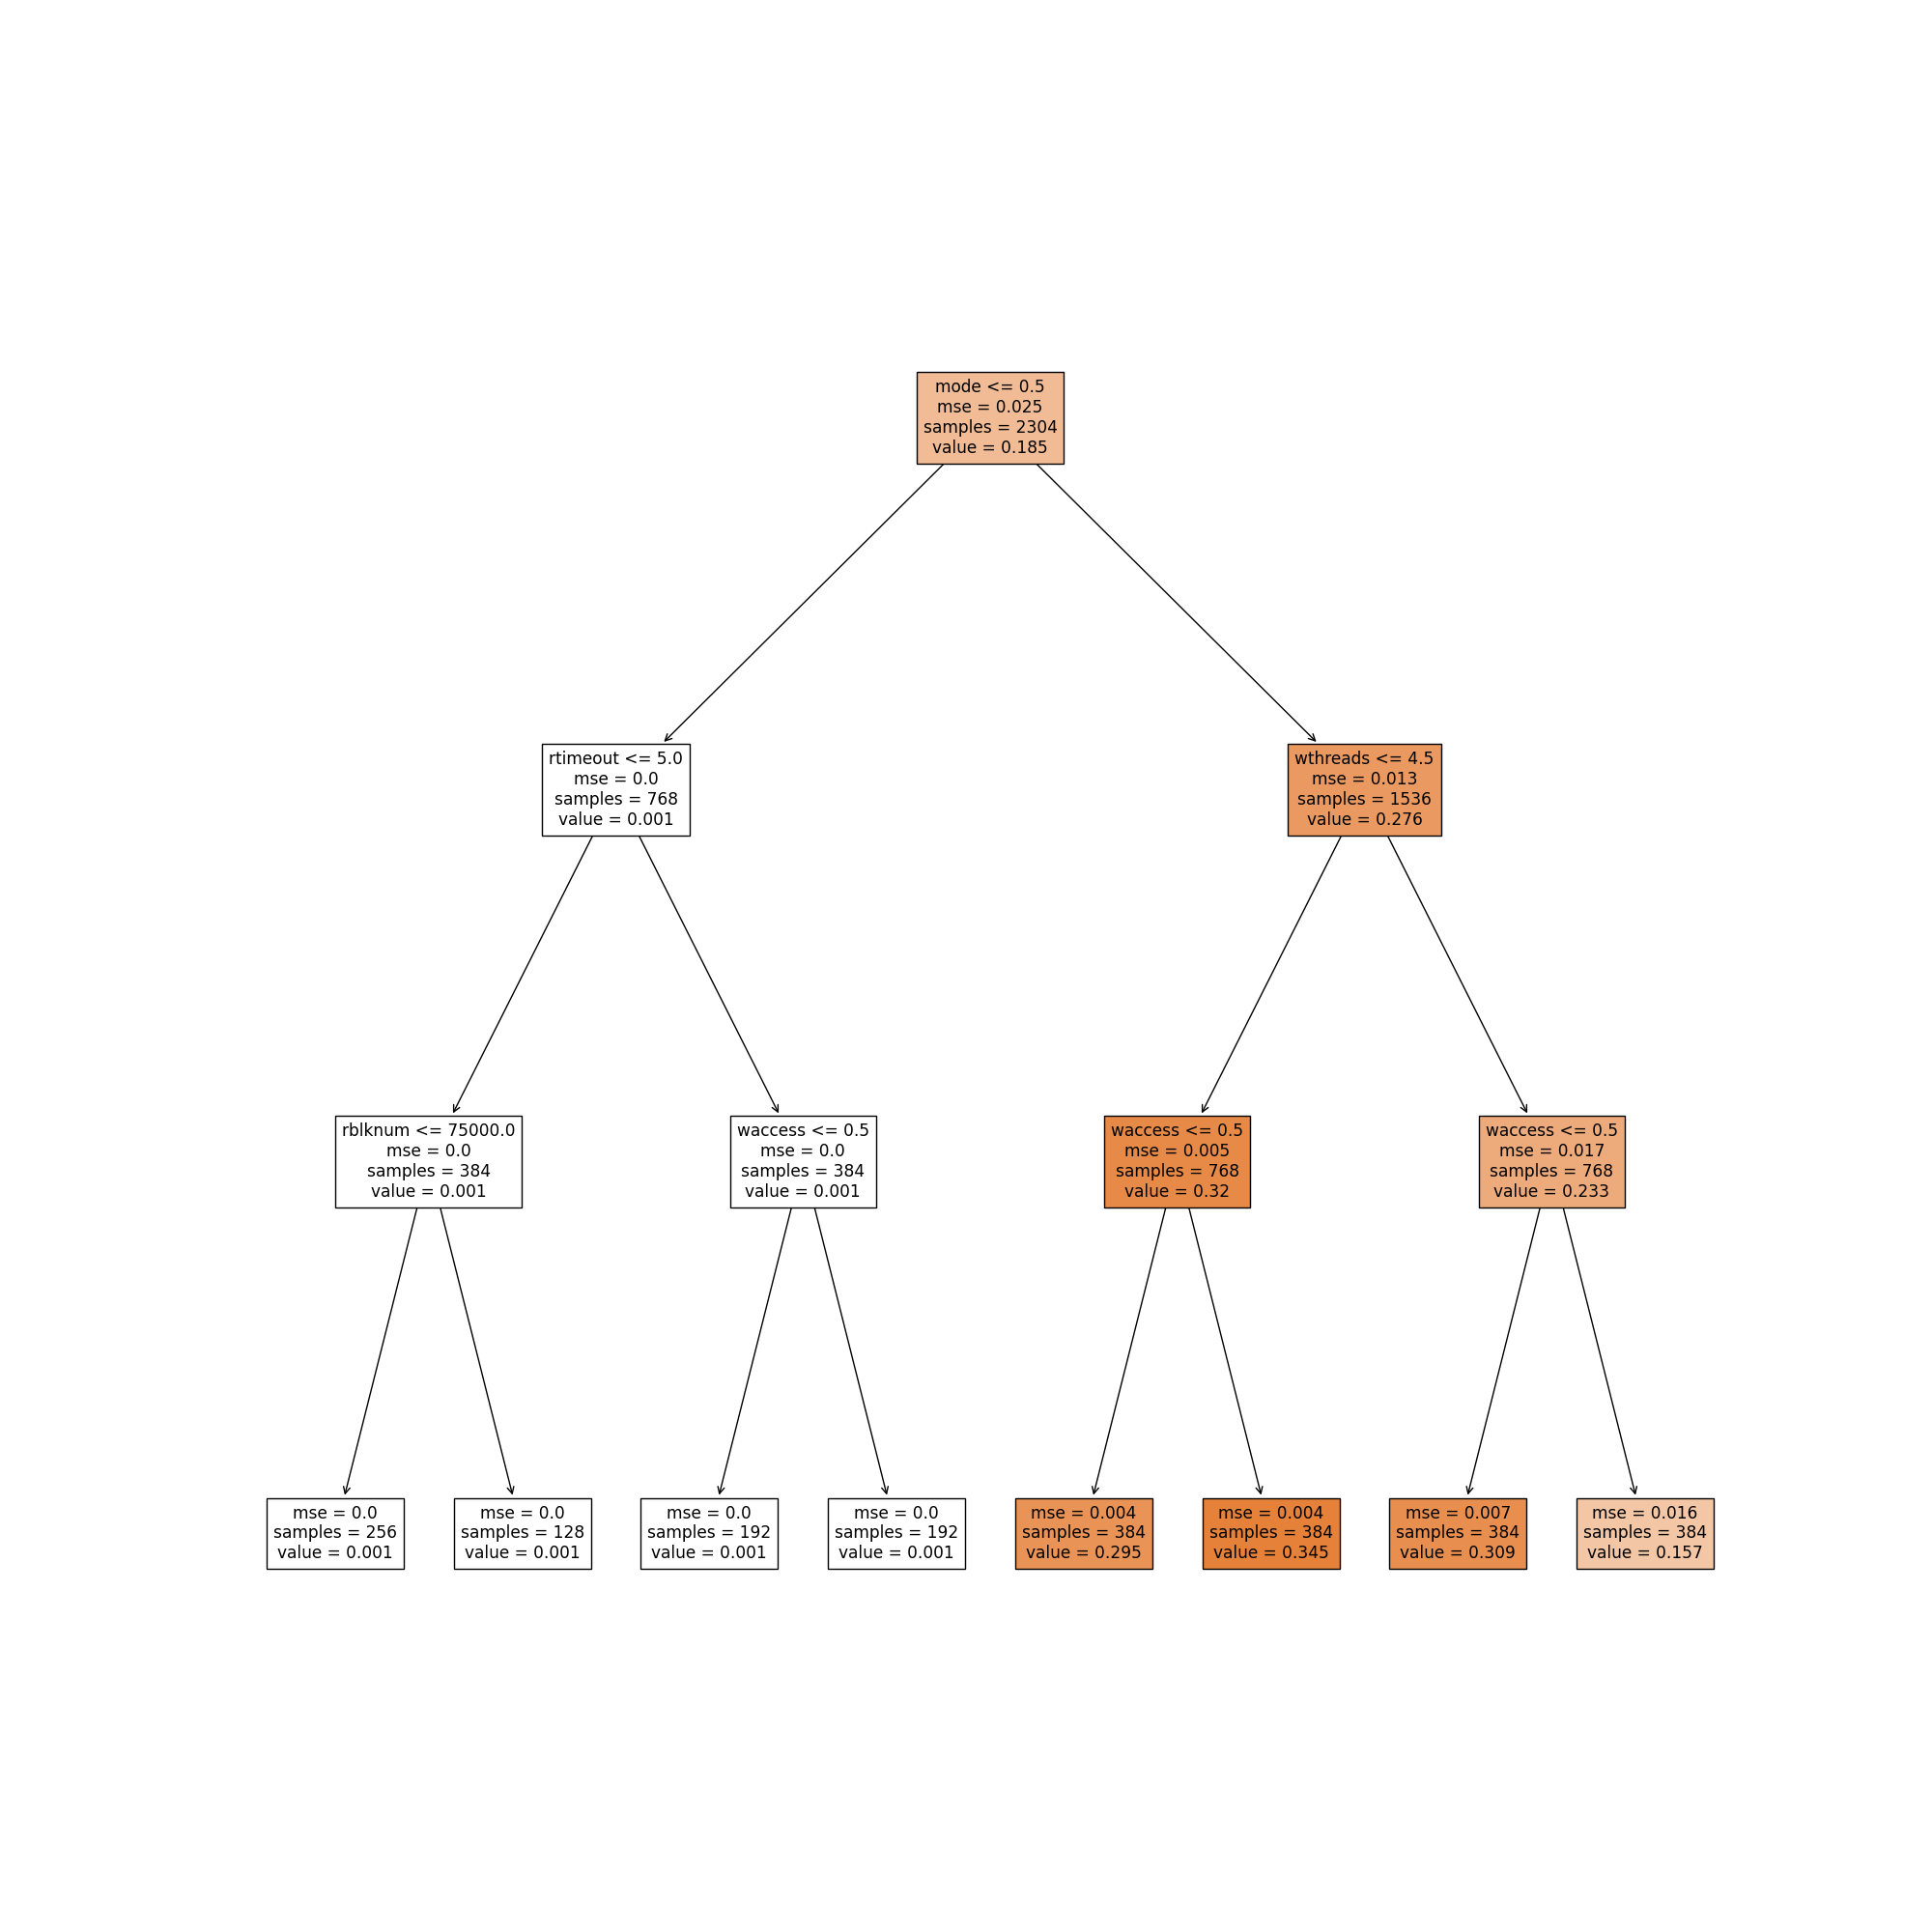 mode <= 0.5
mse = 0.025
samples = 2304
value = 0.185
rtimeout <= 5.0
mse = 0.0
samples = 768
value = 0.001
wthreads <= 4.5
mse = 0.013
samples = 1536
value = 0.276
rblknum <= 75000.0
mse = 0.0
samples = 384
value = 0.001
waccess <= 0.5
mse = 0.0
samples = 384
value = 0.001
waccess <= 0.5
mse = 0.005
samples = 768
value = 0.32
waccess <= 0.5
mse = 0.017
samples = 768
value = 0.233
mse = 0.0
samples = 256
value = 0.001
mse = 0.0
samples = 128
value = 0.001
mse = 0.0
samples = 192
value = 0.001
mse = 0.0
samples = 192
value = 0.001
mse = 0.004
samples = 384
value = 0.295
mse = 0.004
samples = 384
value = 0.345
mse = 0.007
samples = 384
value = 0.309
mse = 0.016
samples = 384
value = 0.157